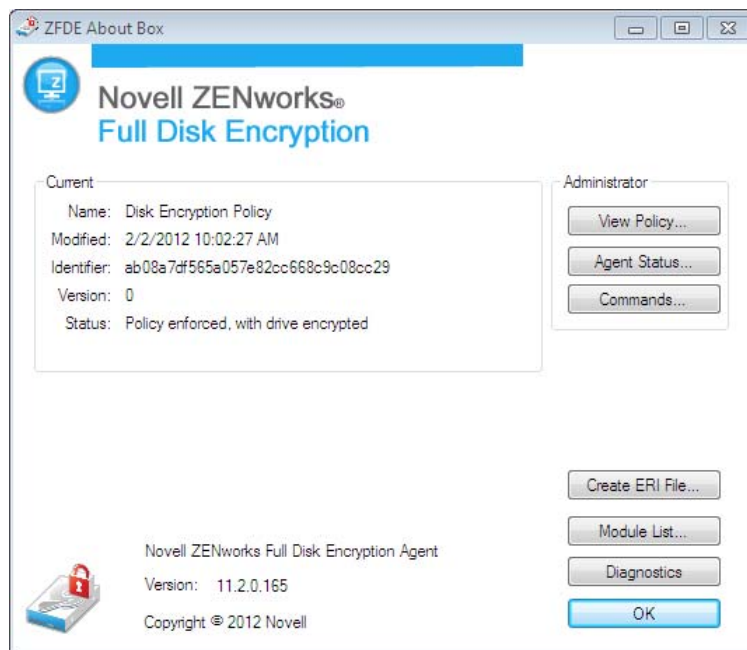 ZFDE About Box
Z
Novell ZENworks®
Full Disk Encryption
Current
Name: Disk Encryption Policy
Modified: 2/2/2012 10:02:27 AM
Identifier: ab08a7df565a057e82cc668c9c08cc29
Version: 0
Status: Policy enforced, with drive encrypted
Administrator
View Policy...
Agent Status...
Commands...
Create ERI File...
Module List...
Diagnostics
OK
Novell ZENworks Full Disk Encryption Agent
Version: 11.2.0.165
Copyright © 2012 Novell